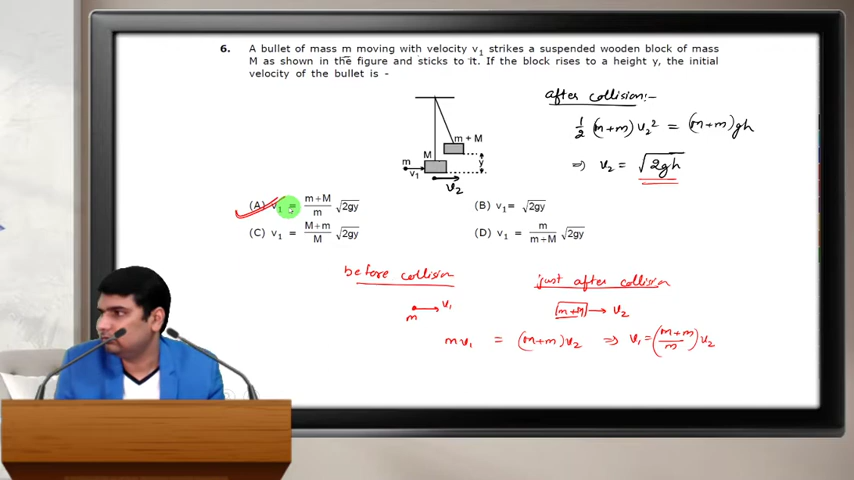 6. A bullet of mass m moving with velocity v₁ strikes a suspended wooden block of mass
M as shown in the figure and sticks to it. If the block rises to a height y, the initial
velocity of the bullet is -
after collision:-
½ (m+m) v₂² = (m+m) gh
⇒ v₂ = √2gh
m + M
M
m
v₁
y
v₂
(A) v₁ = (m+M)/m √2gy
(B) v₁= √2gy
(C) v₁ = (M+m)/M √2gy
(D) v₁ = m/(m+M) √2gy
before collision
just after collision
m → v₁
m+M → v₂
mv₁ = (m+m) v₂ ⇒ v₁ = ((m+m)/m) v₂